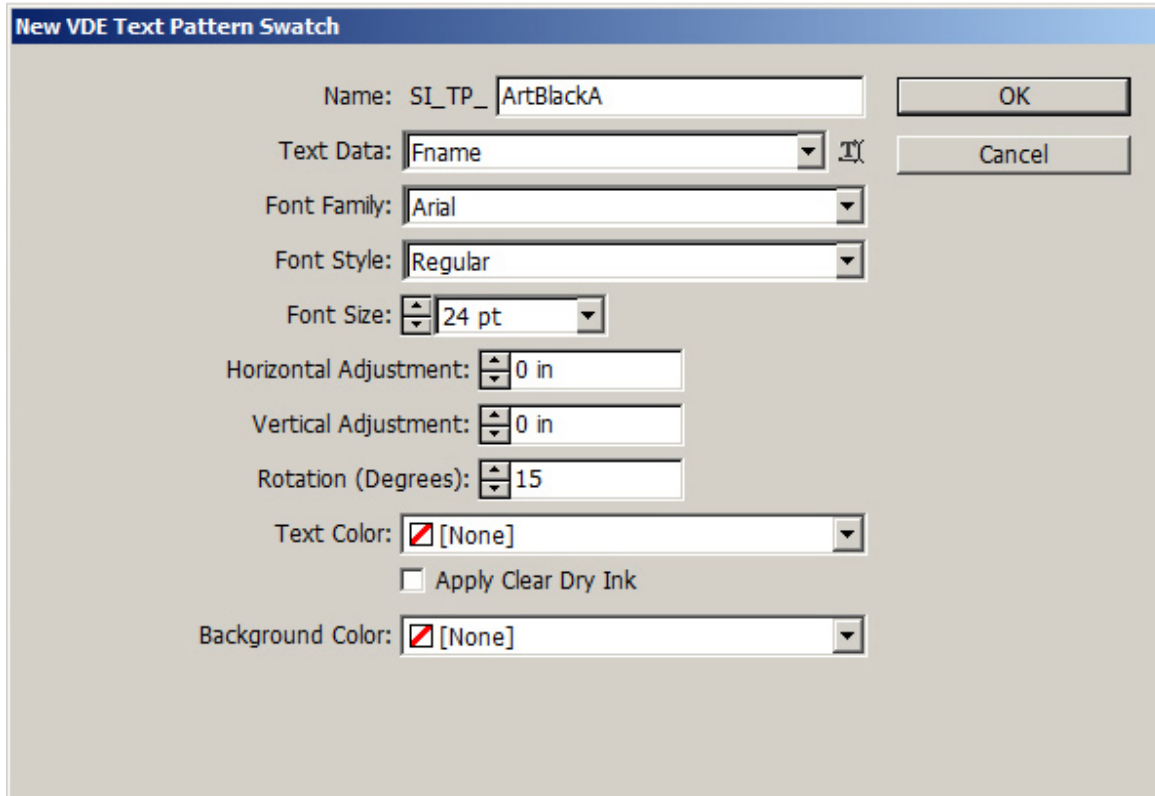 New VDE Text Pattern Swatch
Name: SI_TP_ ArtBlackA OK
Text Data: Fname Cancel
Font Family: Arial
Font Style: Regular
Font Size: 24 pt
Horizontal Adjustment: 0 in
Vertical Adjustment: 0 in
Rotation (Degrees): 15
Text Color: [None]
Apply Clear Dry Ink
Background Color: [None]